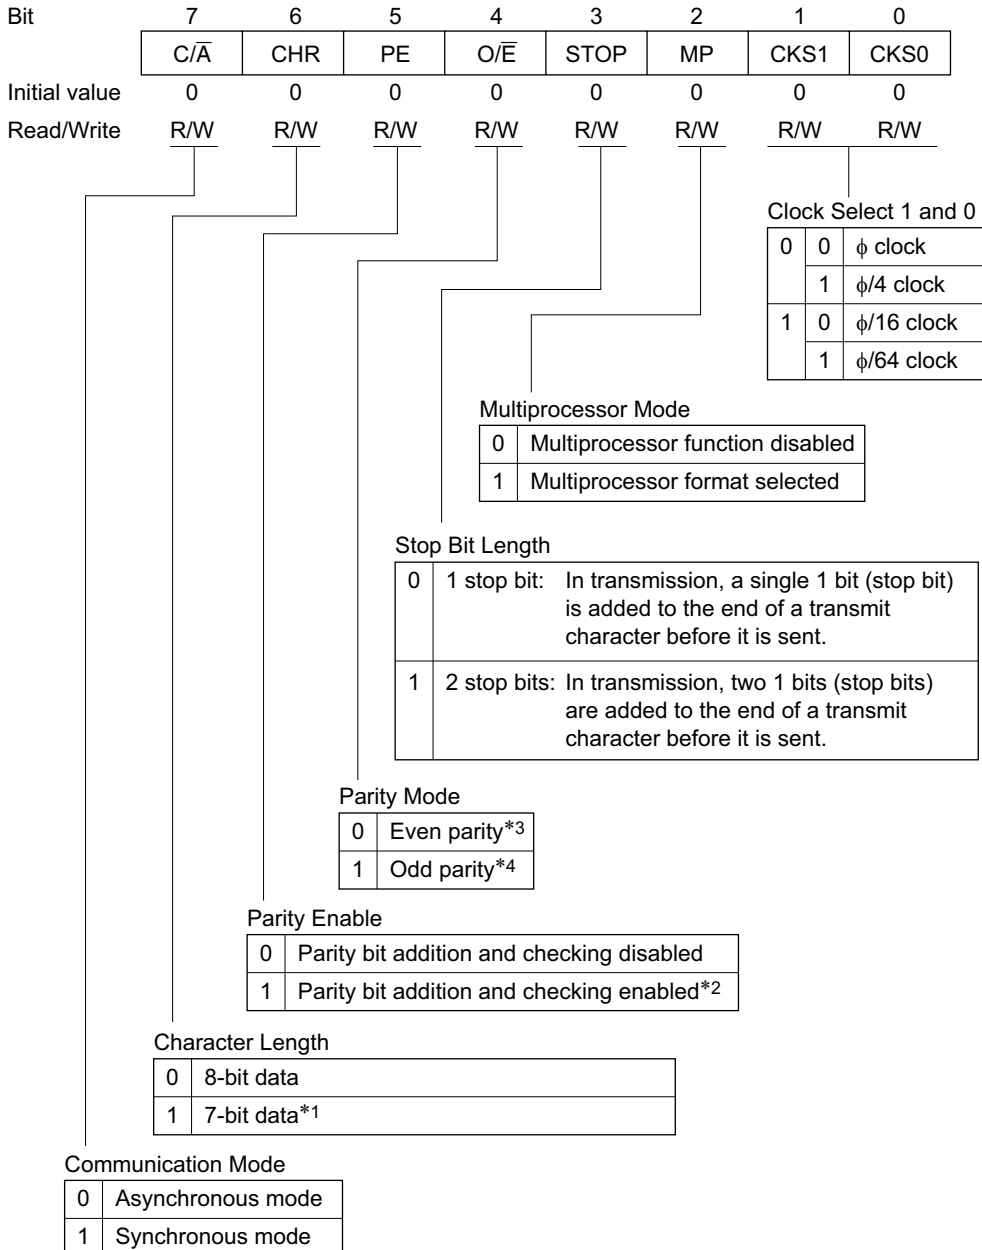 Bit 7 6 5 4 3 2 1 0
C/A̅ CHR PE O/E̅ STOP MP CKS1 CKS0
Initial value 0 0 0 0 0 0 0 0
Read/Write R/W R/W R/W R/W R/W R/W R/W R/W
Clock Select 1 and 0
0 0 ϕ clock
1 ϕ/4 clock
1 0 ϕ/16 clock
1 ϕ/64 clock
Multiprocessor Mode
0 Multiprocessor function disabled
1 Multiprocessor format selected
Stop Bit Length
0 1 stop bit: In transmission, a single 1 bit (stop bit)
is added to the end of a transmit
character before it is sent.
1 2 stop bits: In transmission, two 1 bits (stop bits)
are added to the end of a transmit
character before it is sent.
Parity Mode
0 Even parity*3
1 Odd parity*4
Parity Enable
0 Parity bit addition and checking disabled
1 Parity bit addition and checking enabled*2
Character Length
0 8-bit data
1 7-bit data*1
Communication Mode
0 Asynchronous mode
1 Synchronous mode